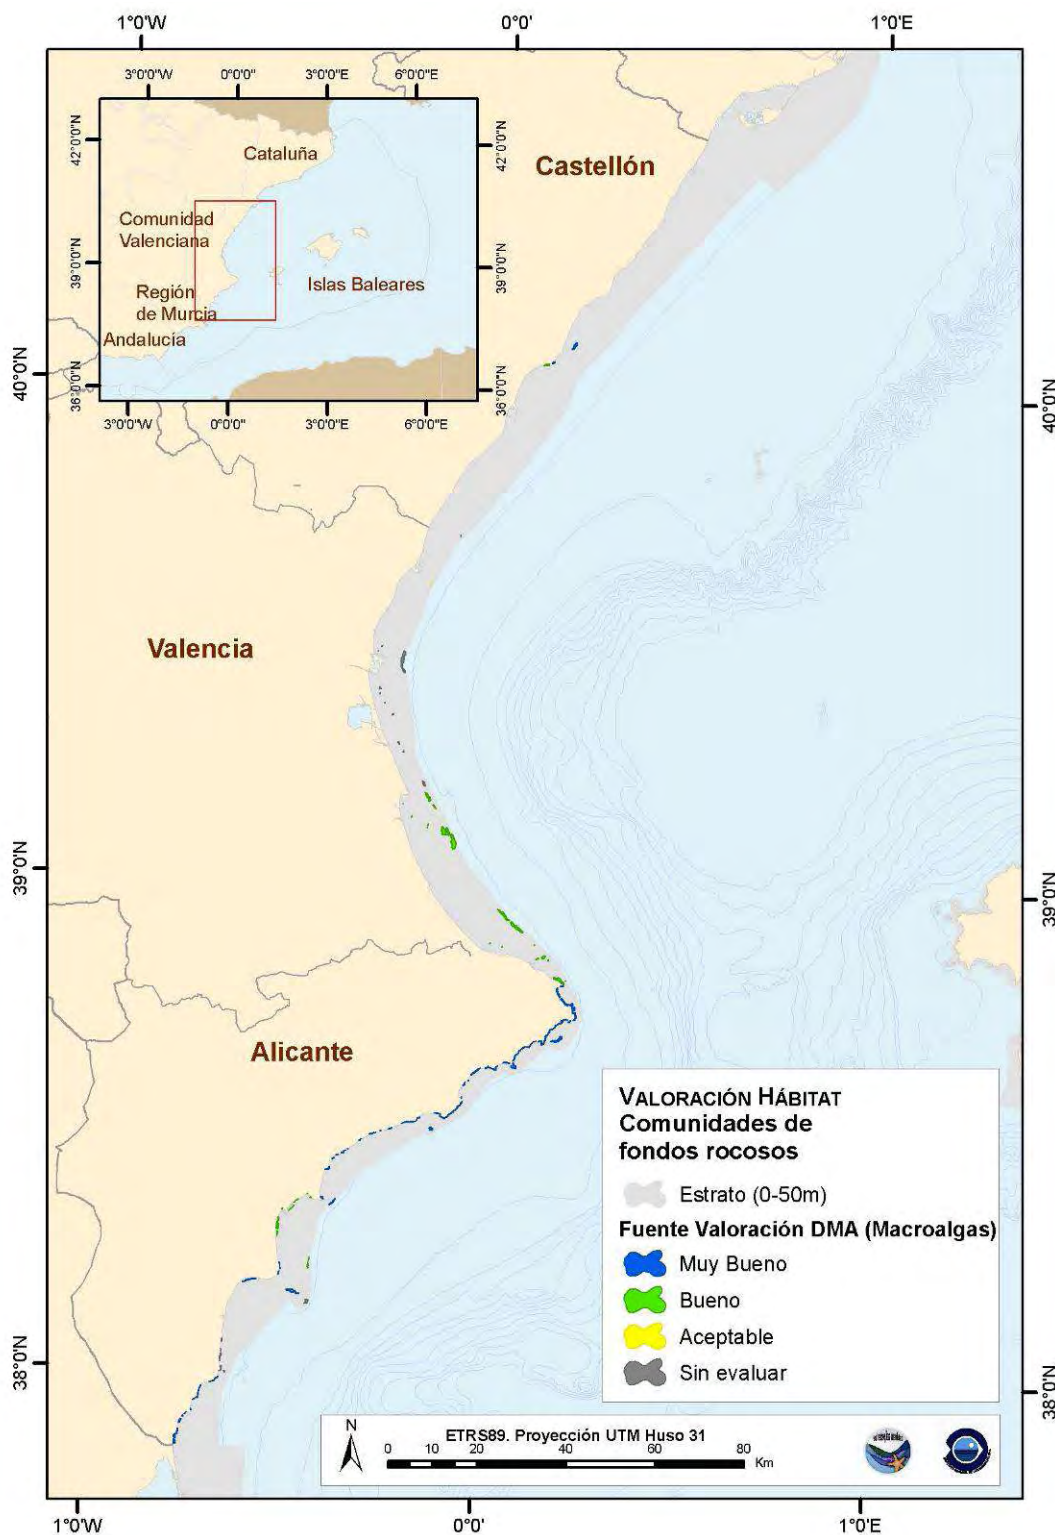 1°0'W 0°0' 1°0'E
3°0'0"W 0°0'0" 3°0'0"E 6°0'0"E
42°0'0"N 42°0'0"N
Cataluña
Castellón
Comunidad
Valenciana
39°0'0"N 39°0'0"N
Islas Baleares
Región
de Murcia
Andalucía
36°0'0"N 36°0'0"N
3°0'0"W 0°0'0" 3°0'0"E 6°0'0"E
40°0'N 40°0'N
Valencia
39°0'N 39°0'N
Alicante
VALORACIÓN HÁBITAT
Comunidades de
fondos rocosos
Estrato (0-50m)
Fuente Valoración DMA (Macroalgas)
Muy Bueno
Bueno
Aceptable
Sin evaluar
38°0'N 38°0'N
N
ETRS89. Proyección UTM Huso 31
0 10 20 40 60 80
Km
1°0'W 0°0' 1°0'E